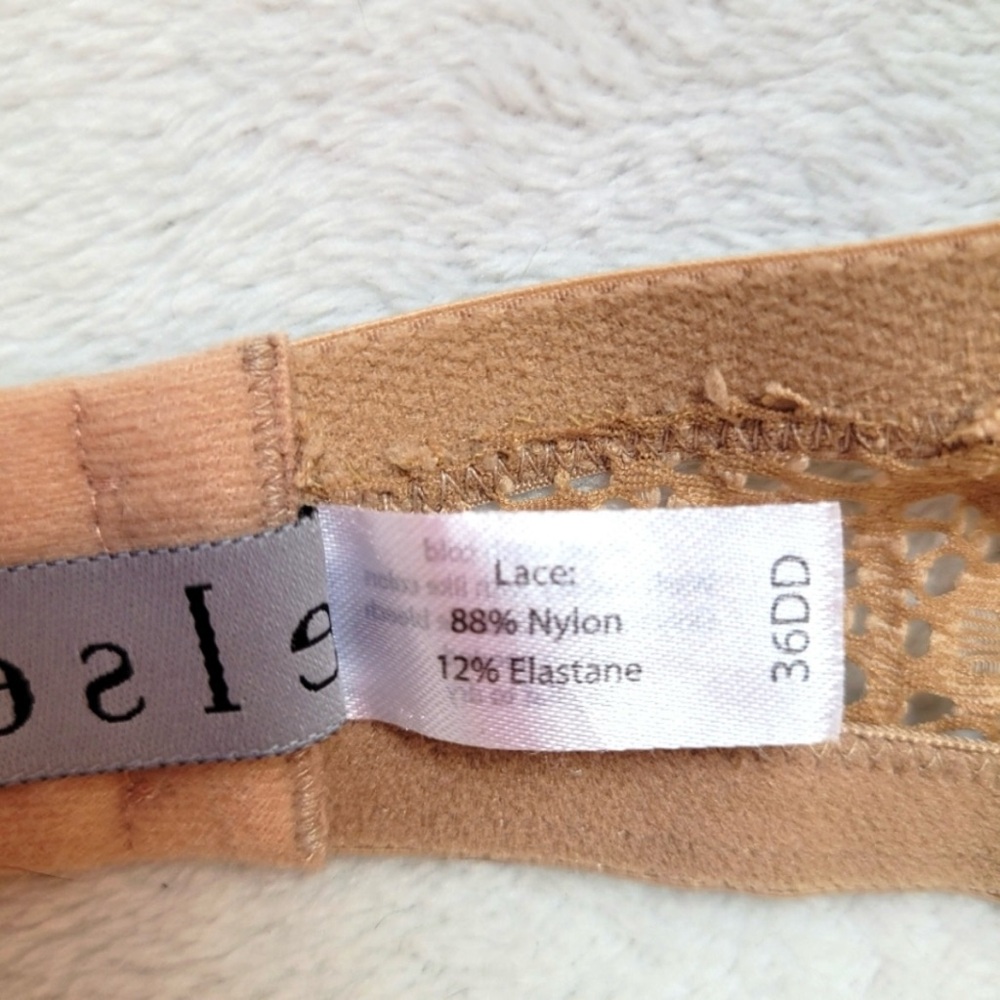 else
Lace:
88% Nylon
12% Elastane
36DD